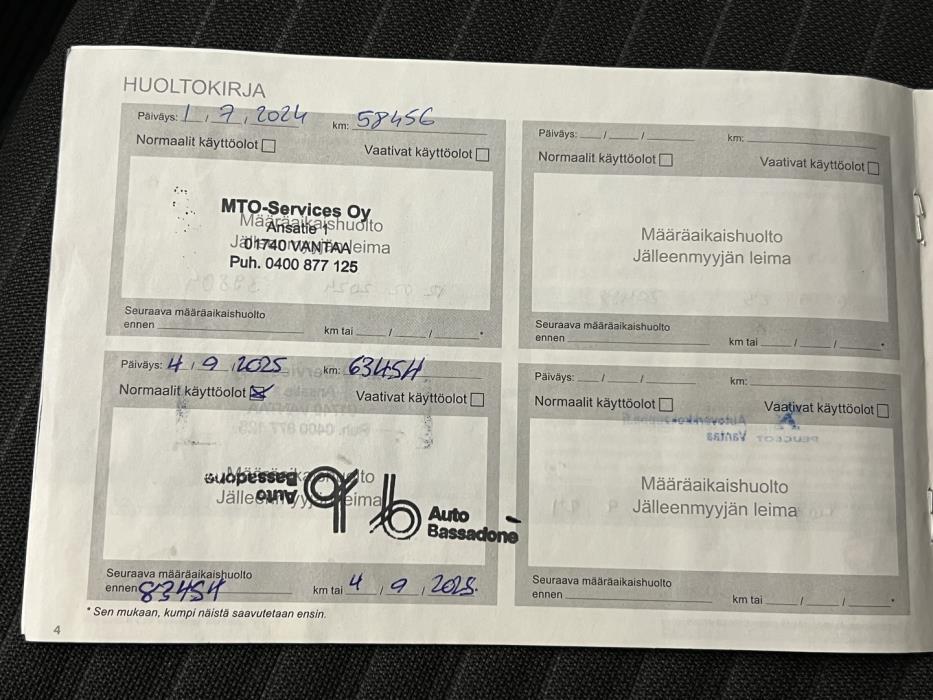 HUOLTOKIRJA
Päiväys: 1 / 7 / 2024 km: 58456
Normaalit käyttöolot Vaativat käyttöolot
MTO-Services Oy
Määräaikaishuolto
Ansatie 1
Jälleenmyyjän leima
01740 VANTAA
Puh. 0400 877 125
Seuraava määräaikaishuolto
ennen km tai / / *
Päiväys: / / km:
Normaalit käyttöolot Vaativat käyttöolot
Määräaikaishuolto
Jälleenmyyjän leima
Seuraava määräaikaishuolto
ennen km tai / / *
Päiväys: 4 / 9 / 2025 km: 63454
Normaalit käyttöolot Vaativat käyttöolot
Määräaikaishuolto
Jälleenmyyjän leima
Auto
Bassadone
Auto
Bassadone
Seuraava määräaikaishuolto
ennen 83454 km tai 4 / 9 / 2025.
Päiväys: / / km:
Normaalit käyttöolot Vaativat käyttöolot
Määräaikaishuolto
Jälleenmyyjän leima
Seuraava määräaikaishuolto
ennen km tai / / *
* Sen mukaan, kumpi näistä saavutetaan ensin.
4